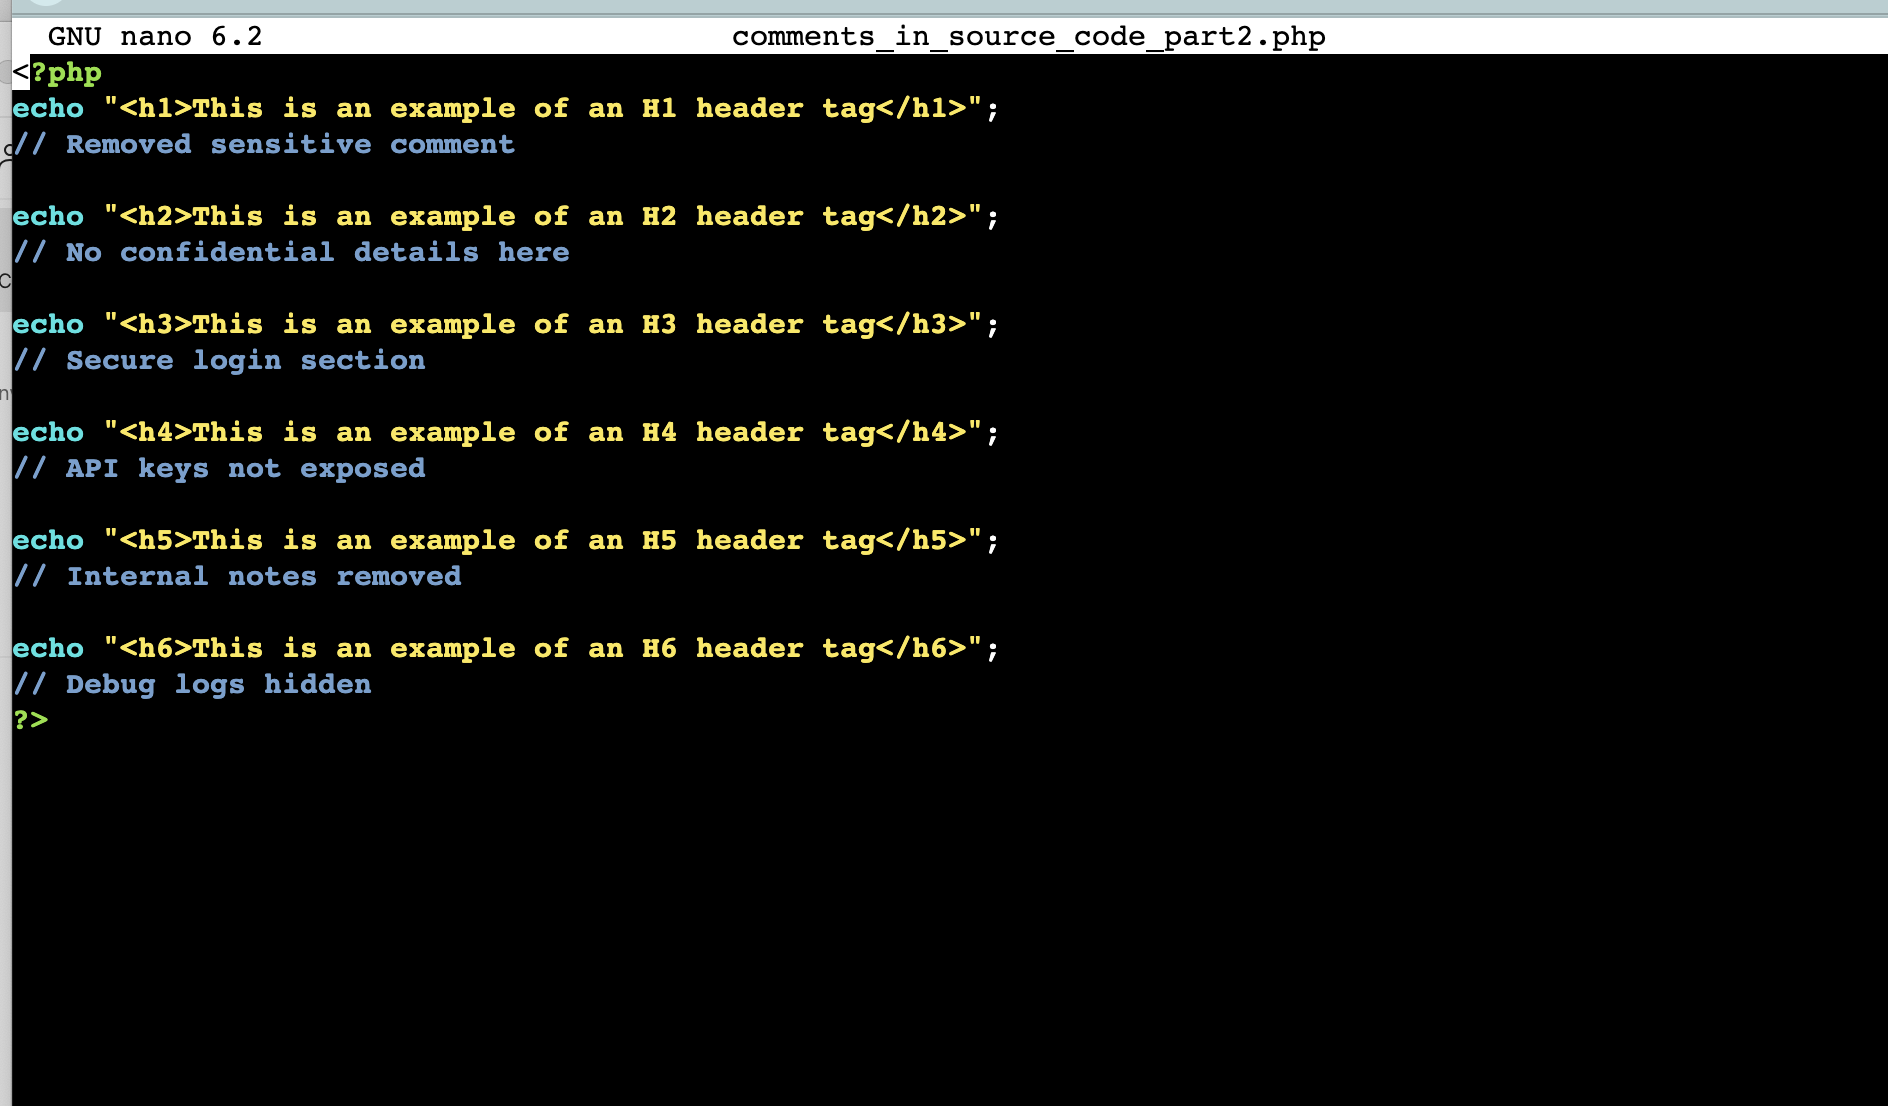 GNU nano 6.2 comments_in_source_code_part2.php
<?php
echo "<h1>This is an example of an H1 header tag</h1>";
// Removed sensitive comment
echo "<h2>This is an example of an H2 header tag</h2>";
// No confidential details here
echo "<h3>This is an example of an H3 header tag</h3>";
// Secure login section
echo "<h4>This is an example of an H4 header tag</h4>";
// API keys not exposed
echo "<h5>This is an example of an H5 header tag</h5>";
// Internal notes removed
echo "<h6>This is an example of an H6 header tag</h6>";
// Debug logs hidden
?>